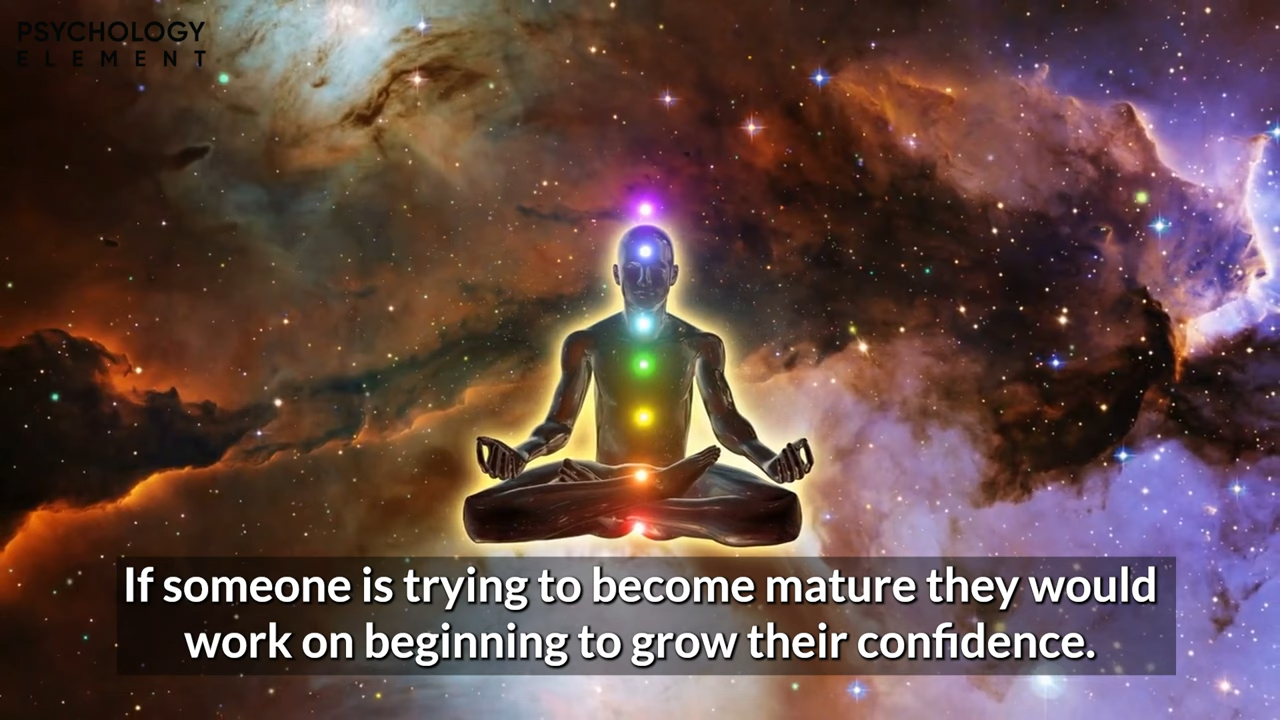 PSYCHOLOGY
ELEMENT
If someone is trying to become mature they would
work on beginning to grow their confidence.